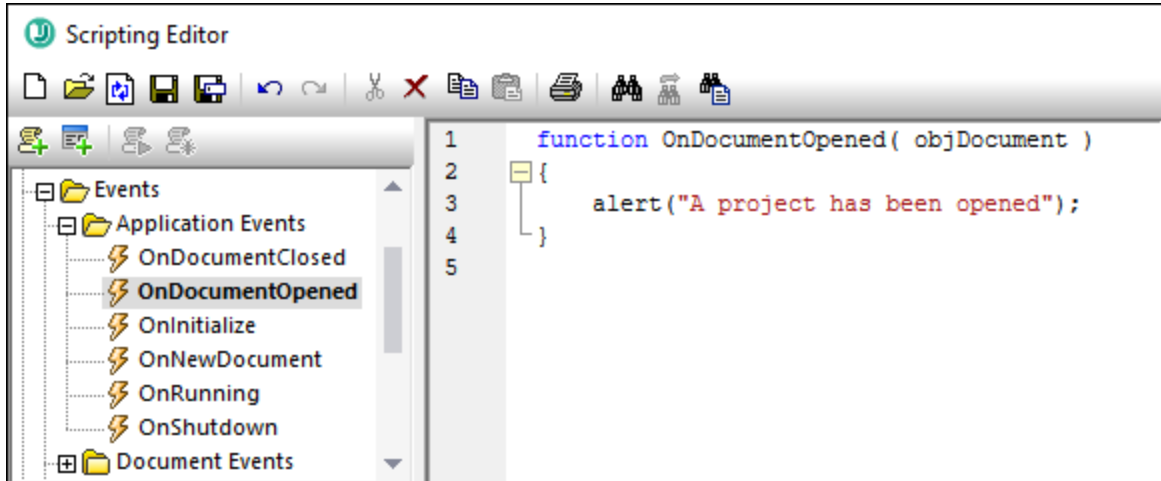 Scripting Editor
Events
Application Events
OnDocumentClosed
OnDocumentOpened
OnInitialize
OnNewDocument
OnRunning
OnShutdown
Document Events
1 function OnDocumentOpened( objDocument )
2 {
3 alert("A project has been opened");
4 }
5